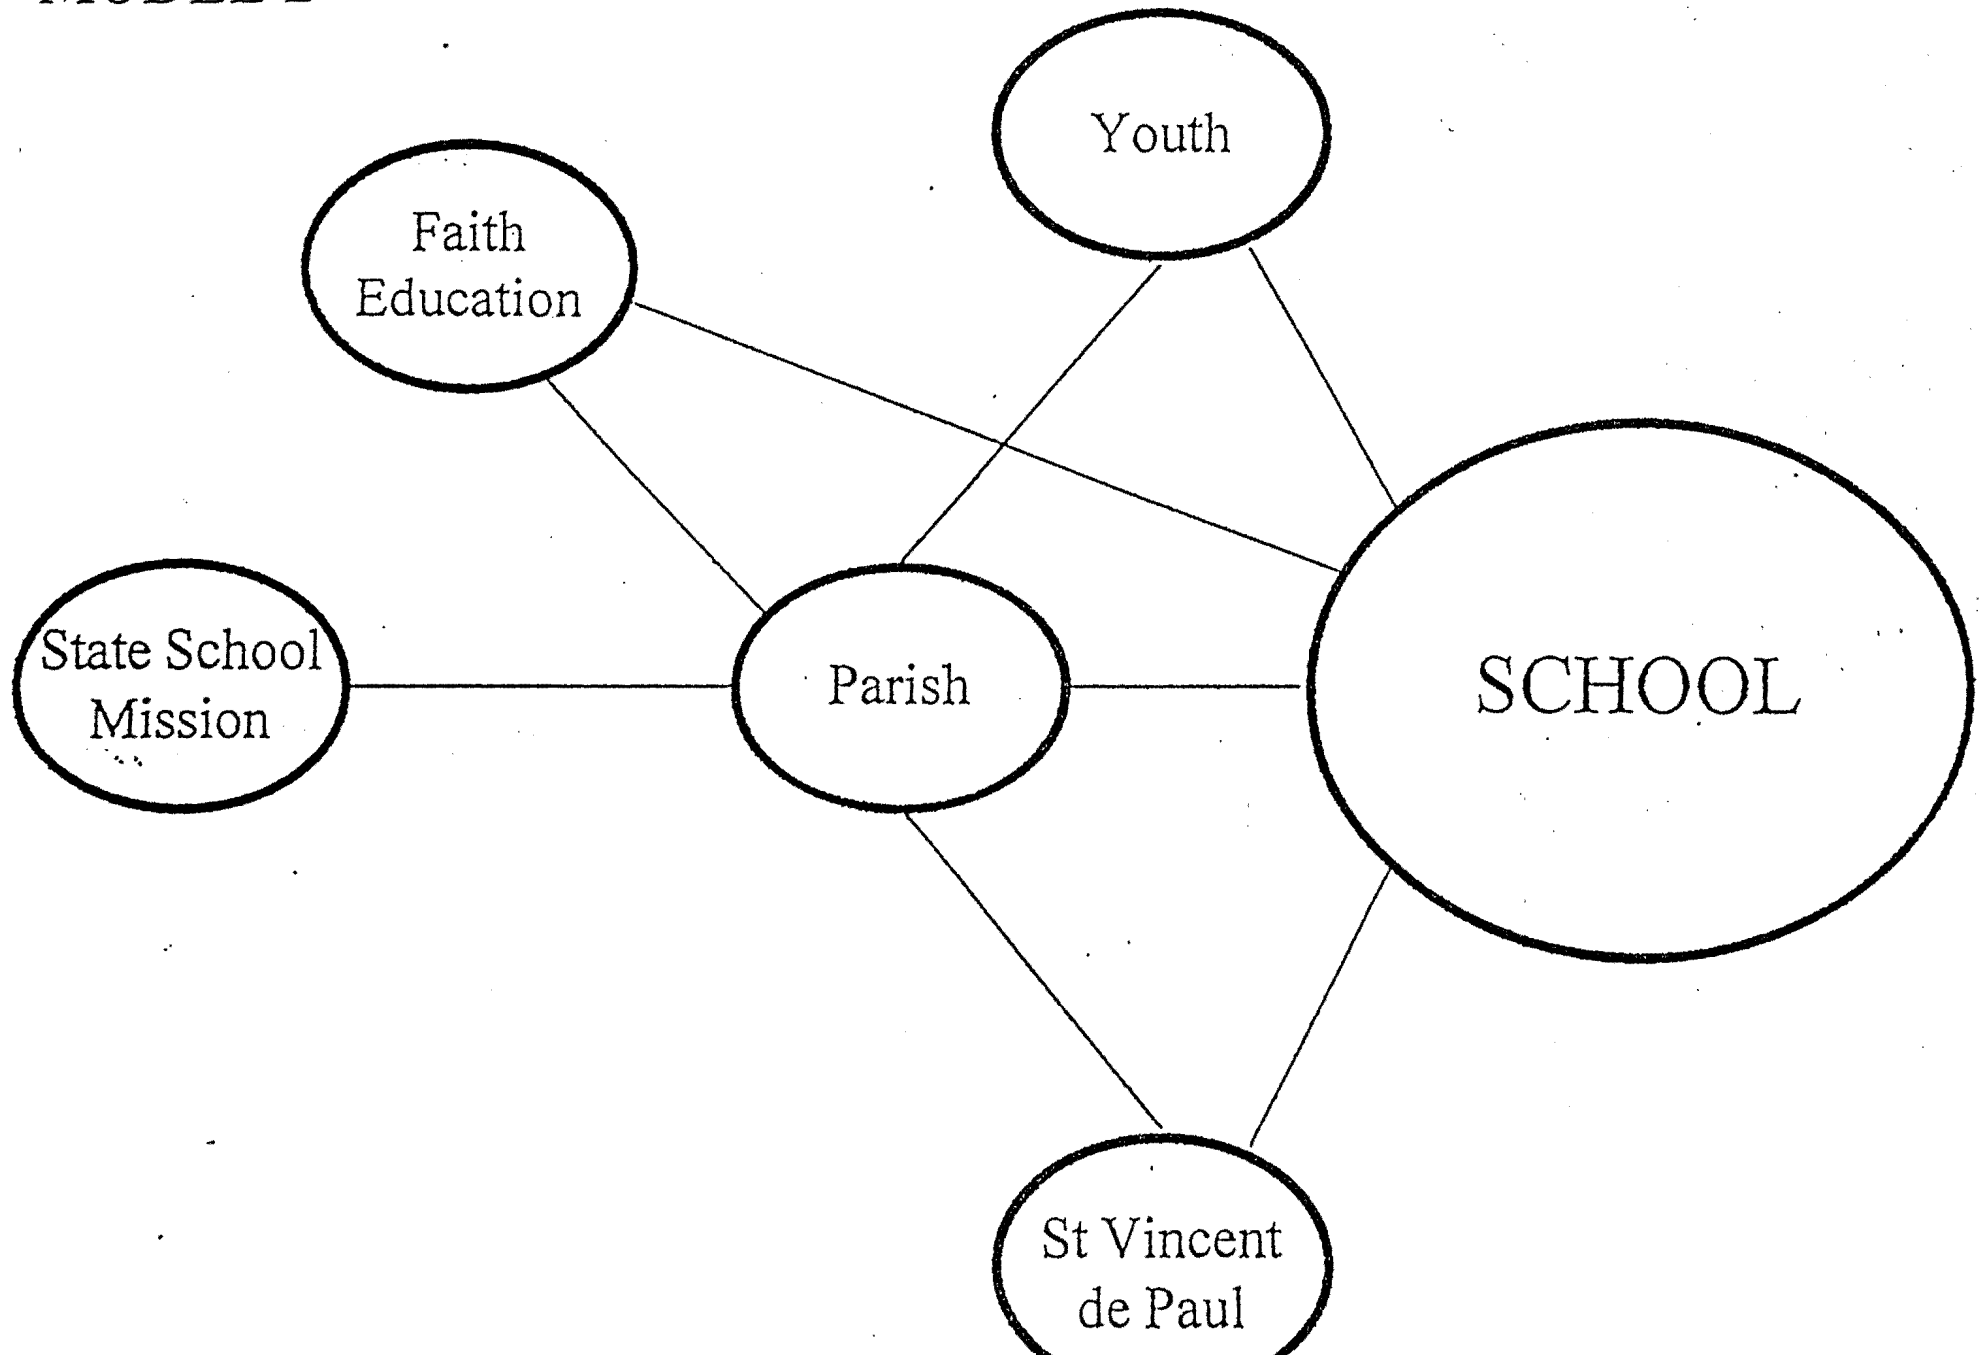 Youth
Faith
Education
State School
Mission
Parish
SCHOOL
St Vincent
de Paul